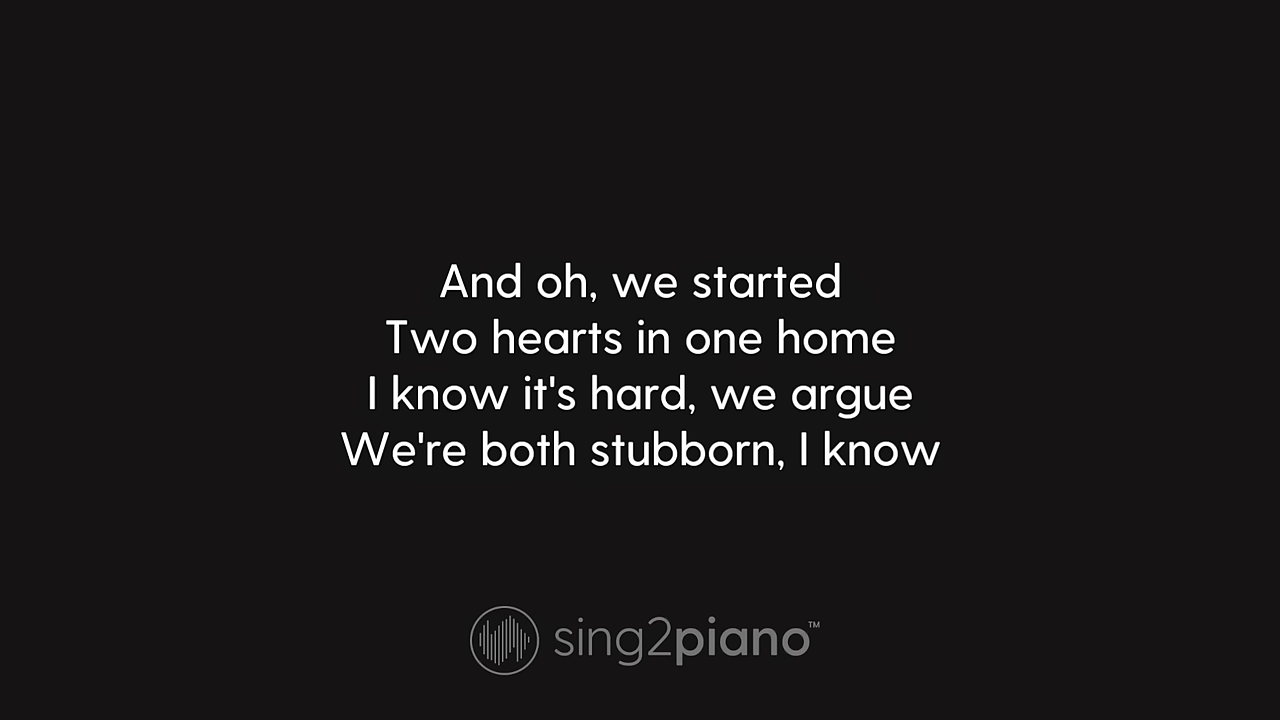 And oh, we started
Two hearts in one home
I know it's hard, we argue
We're both stubborn, I know
sing2piano™